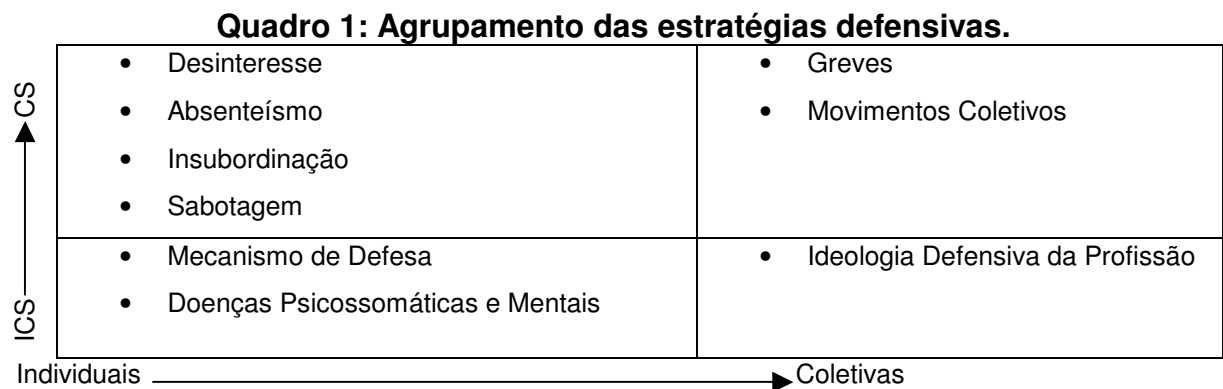 Quadro 1: Agrupamento das estratégias defensivas.
CS
ICS
• Desinteresse
• Absenteísmo
• Insubordinação
• Sabotagem
• Greves
• Movimentos Coletivos
• Mecanismo de Defesa
• Doenças Psicossomáticas e Mentais
• Ideologia Defensiva da Profissão
Individuais
Coletivas